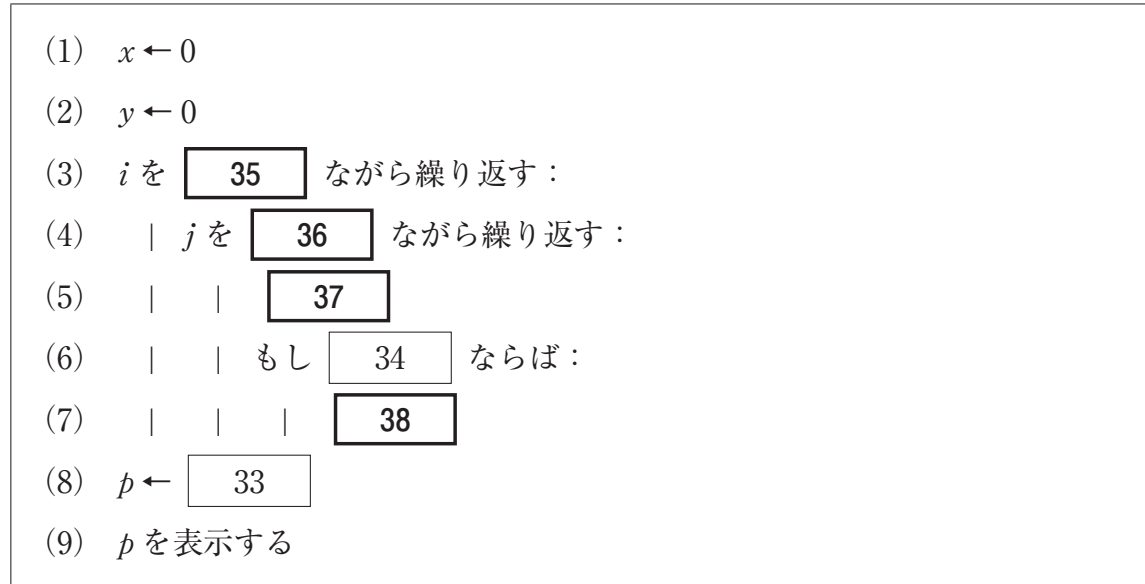 (1) x ← 0
(2) y ← 0
(3) i を 35 ながら繰り返す：
(4) | j を 36 ながら繰り返す：
(5) | | 37
(6) | | もし 34 ならば：
(7) | | | 38
(8) p ← 33
(9) p を表示する